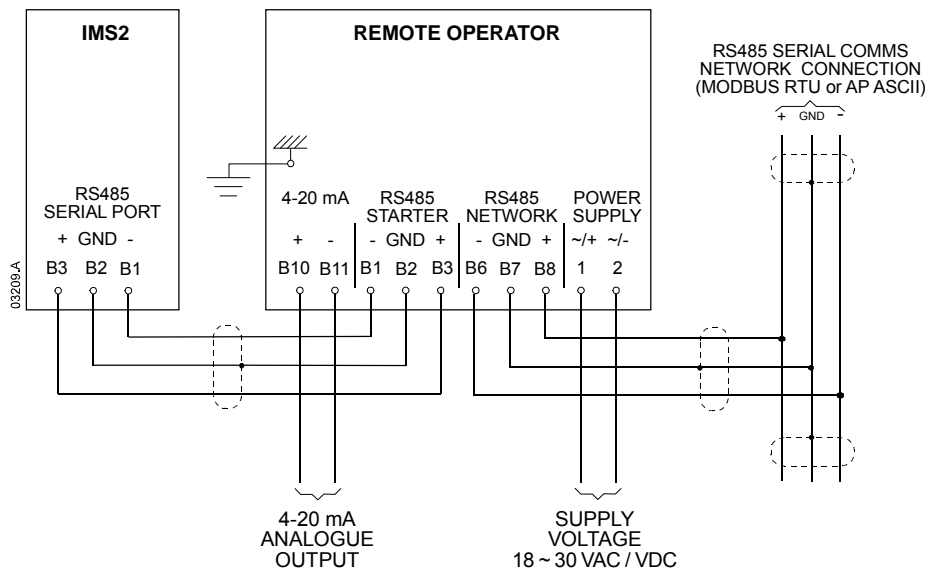 IMS2
REMOTE OPERATOR
RS485 SERIAL COMMS
NETWORK CONNECTION
(MODBUS RTU or AP ASCII)
+ GND -
RS485
SERIAL PORT
+ GND -
B3 B2 B1
4-20 mA
+ -
B10 B11
RS485
STARTER
- GND +
B1 B2 B3
RS485
NETWORK
- GND +
B6 B7 B8
POWER
SUPPLY
~/+ ~/-
1 2
03209.A
4-20 mA
ANALOGUE
OUTPUT
SUPPLY
VOLTAGE
18 ~ 30 VAC / VDC